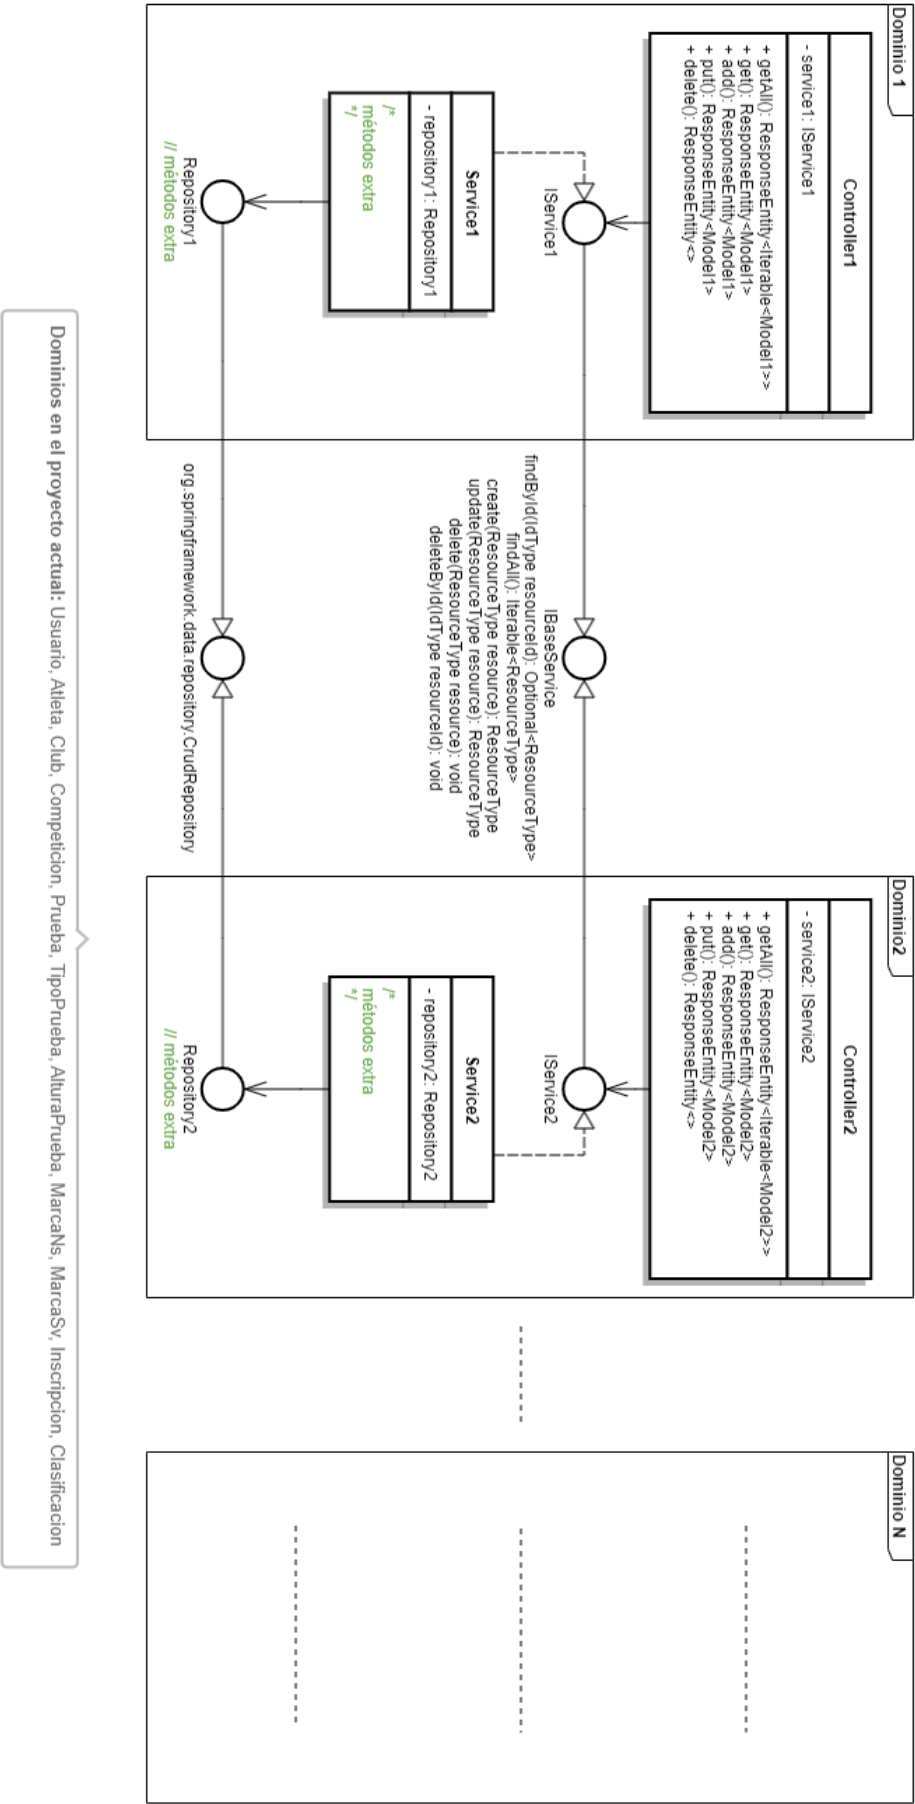 Dominio 1
Controller1
- service1: IService1
+ getAll(): ResponseEntity<Iterable<Model1>>
+ get(): ResponseEntity<Model1>
+ add(): ResponseEntity<Model1>
+ put(): ResponseEntity<Model1>
+ delete(): ResponseEntity<>
IService1
Service1
- repository1: Repository1
/*
métodos extra
*/
Repository1
// métodos extra
IBaseService
findById(IdType resourceId): Optional<ResourceType>
findAll(): Iterable<ResourceType>
create(ResourceType resource): ResourceType
update(ResourceType resource): ResourceType
delete(ResourceType resource): void
deleteById(IdType resourceId): void
org.springframework.data.repository.CrudRepository
Dominio2
Controller2
- service2: IService2
+ getAll(): ResponseEntity<Iterable<Model2>>
+ get(): ResponseEntity<Model2>
+ add(): ResponseEntity<Model2>
+ put(): ResponseEntity<Model2>
+ delete(): ResponseEntity<>
IService2
Service2
- repository2: Repository2
/*
métodos extra
*/
Repository2
// métodos extra
Dominio N
Dominios en el proyecto actual: Usuario, Atleta, Club, Competicion, Prueba, TipoPrueba, AlturaPrueba, MarcaNs, MarcaSv, Inscripcion, Clasificacion